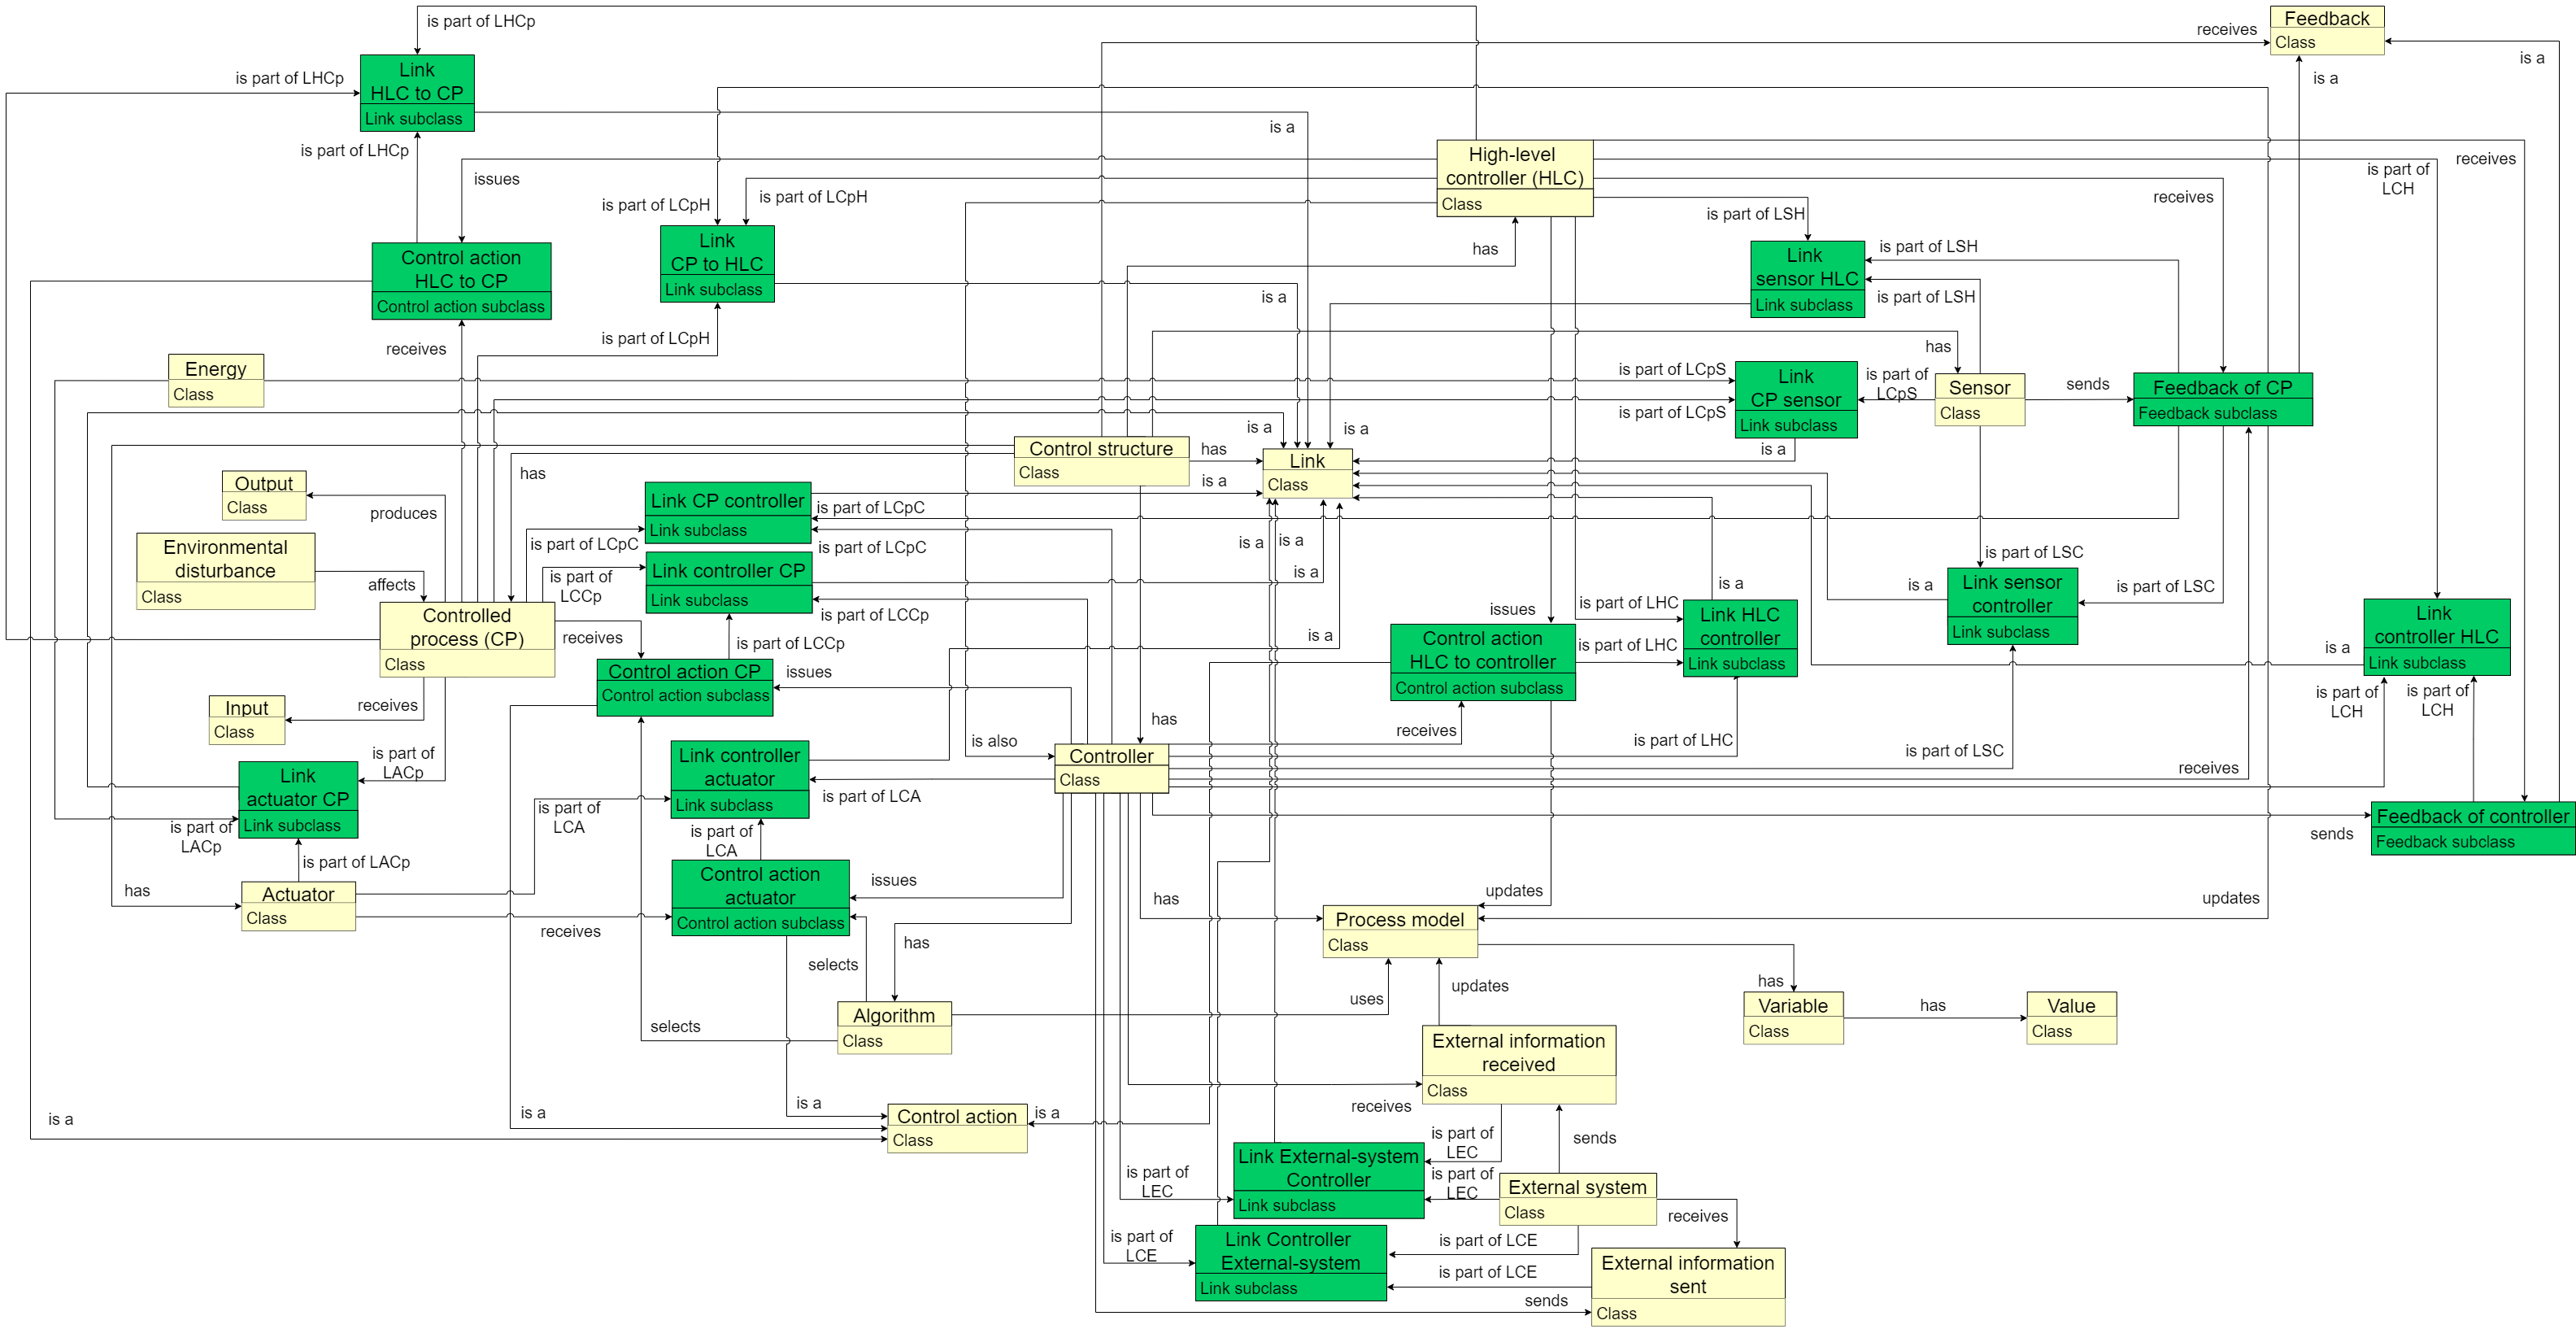 is part of LHCp
Feedback
Class
receives
is a
is a
is part of LHCp
Link
HLC to CP
Link subclass
is a
is part of LHCp
High-level
controller (HLC)
Class
receives
is part of
LCH
issues
is part of LCpH
is part of LCpH
receives
is part of LSH
Link
CP to HLC
Link subclass
has
Link
sensor HLC
Link subclass
is part of LSH
is part of LSH
Control action
HLC to CP
Control action subclass
is a
is part of LCpH
receives
has
Energy
Class
is part of LCpS
is part of LCpS
Link
CP sensor
Link subclass
is part of
LCpS
Sensor
Class
sends
Feedback of CP
Feedback subclass
is a
is a
is a
Control structure
Class
has
Link
Class
has
Output
Class
produces
Link CP controller
Link subclass
is a
is part of LCpC
is part of LCpC
is part of LCpC
Environmental
disturbance
Class
affects
is a
is a
is part of
LCCp
Link controller CP
Link subclass
is a
is part of LCCp
is part of LSC
is a
is a
Link sensor
controller
Link subclass
is part of LSC
Controlled
process (CP)
Class
receives
is part of LCCp
is a
issues
is part of LHC
Link HLC
controller
Link subclass
Control action
HLC to controller
Control action subclass
is part of LHC
Link
controller HLC
Link subclass
is a
Control action CP
Control action subclass
issues
is part of
LCH
is part of
LCH
Input
Class
receives
has
receives
is also
is part of LHC
is part of LSC
receives
is part of
LACp
Link controller
actuator
Link subclass
Controller
Class
Link
actuator CP
Link subclass
is part of
LCA
is part of LCA
is part of
LACp
is part of
LCA
Feedback of controller
Feedback subclass
sends
is part of LACp
Control action
actuator
Control action subclass
issues
has
Actuator
Class
receives
has
updates
updates
Process model
Class
has
selects
has
Variable
Class
has
Value
Class
uses
updates
Algorithm
Class
selects
External information
received
Class
receives
is a
is a
is a
Control action
Class
is a
is part of
LEC
sends
Link External-system
Controller
Link subclass
is part of
LEC
is part of
LEC
External system
Class
receives
is part of
LCE
Link Controller
External-system
Link subclass
is part of LCE
is part of LCE
External information
sent
Class
sends